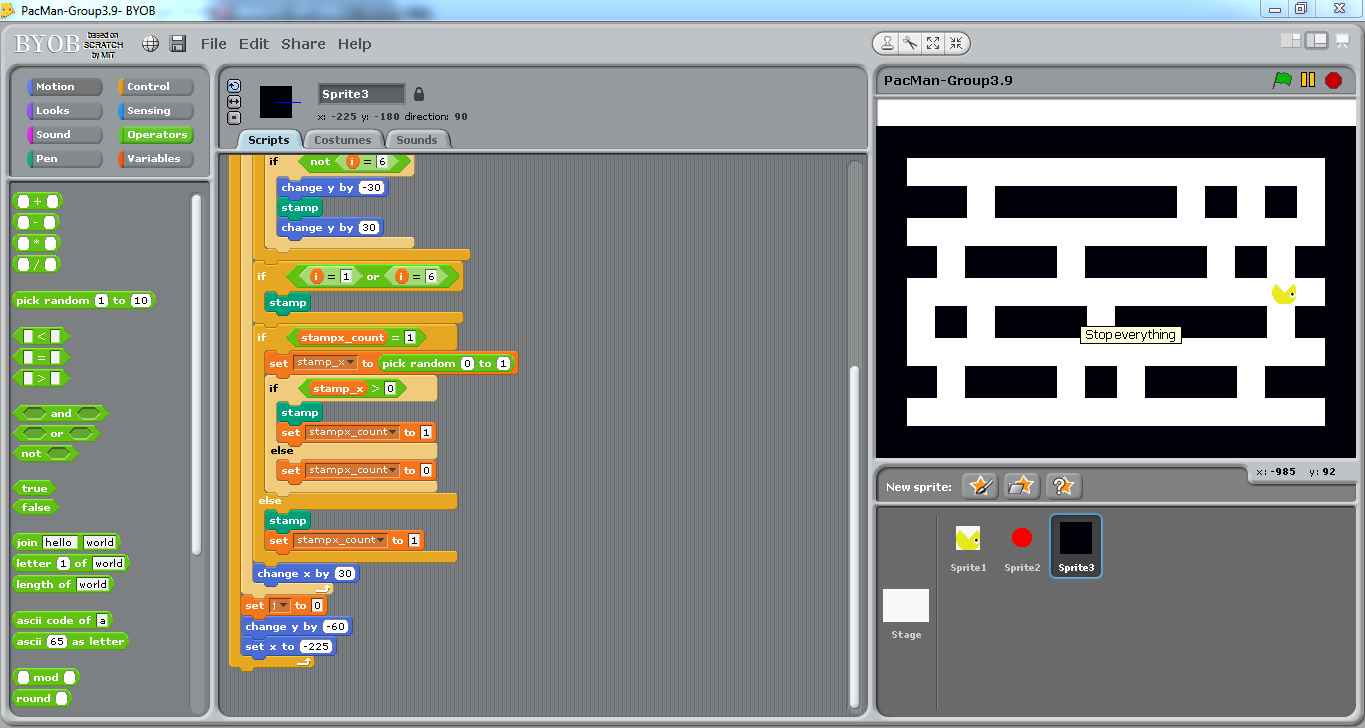 PacMan-Group3.9- BYOB
BYOB based on SCRATCH by MIT File Edit Share Help
Motion Control
Looks Sensing
Sound Operators
Pen Variables
+
-
*
/
pick random 1 to 10
<
=
>
and
or
not
true
false
join hello world
letter 1 of world
length of world
ascii code of a
ascii 65 as letter
mod
round
Sprite3
x: -225 y: -180 direction: 90
Scripts Costumes Sounds
if not i = 6
change y by -30
stamp
change y by 30
if i = 1 or i = 6
stamp
if stampx_count = 1
set stamp_x to pick random 0 to 1
if stamp_x > 0
stamp
set stampx_count to 1
else
set stampx_count to 0
else
stamp
set stampx_count to 1
change x by 30
set j to 0
change y by -60
set x to -225
PacMan-Group3.9
Stop everything
x: -985 y: 92
New sprite:
Sprite1 Sprite2 Sprite3
Stage